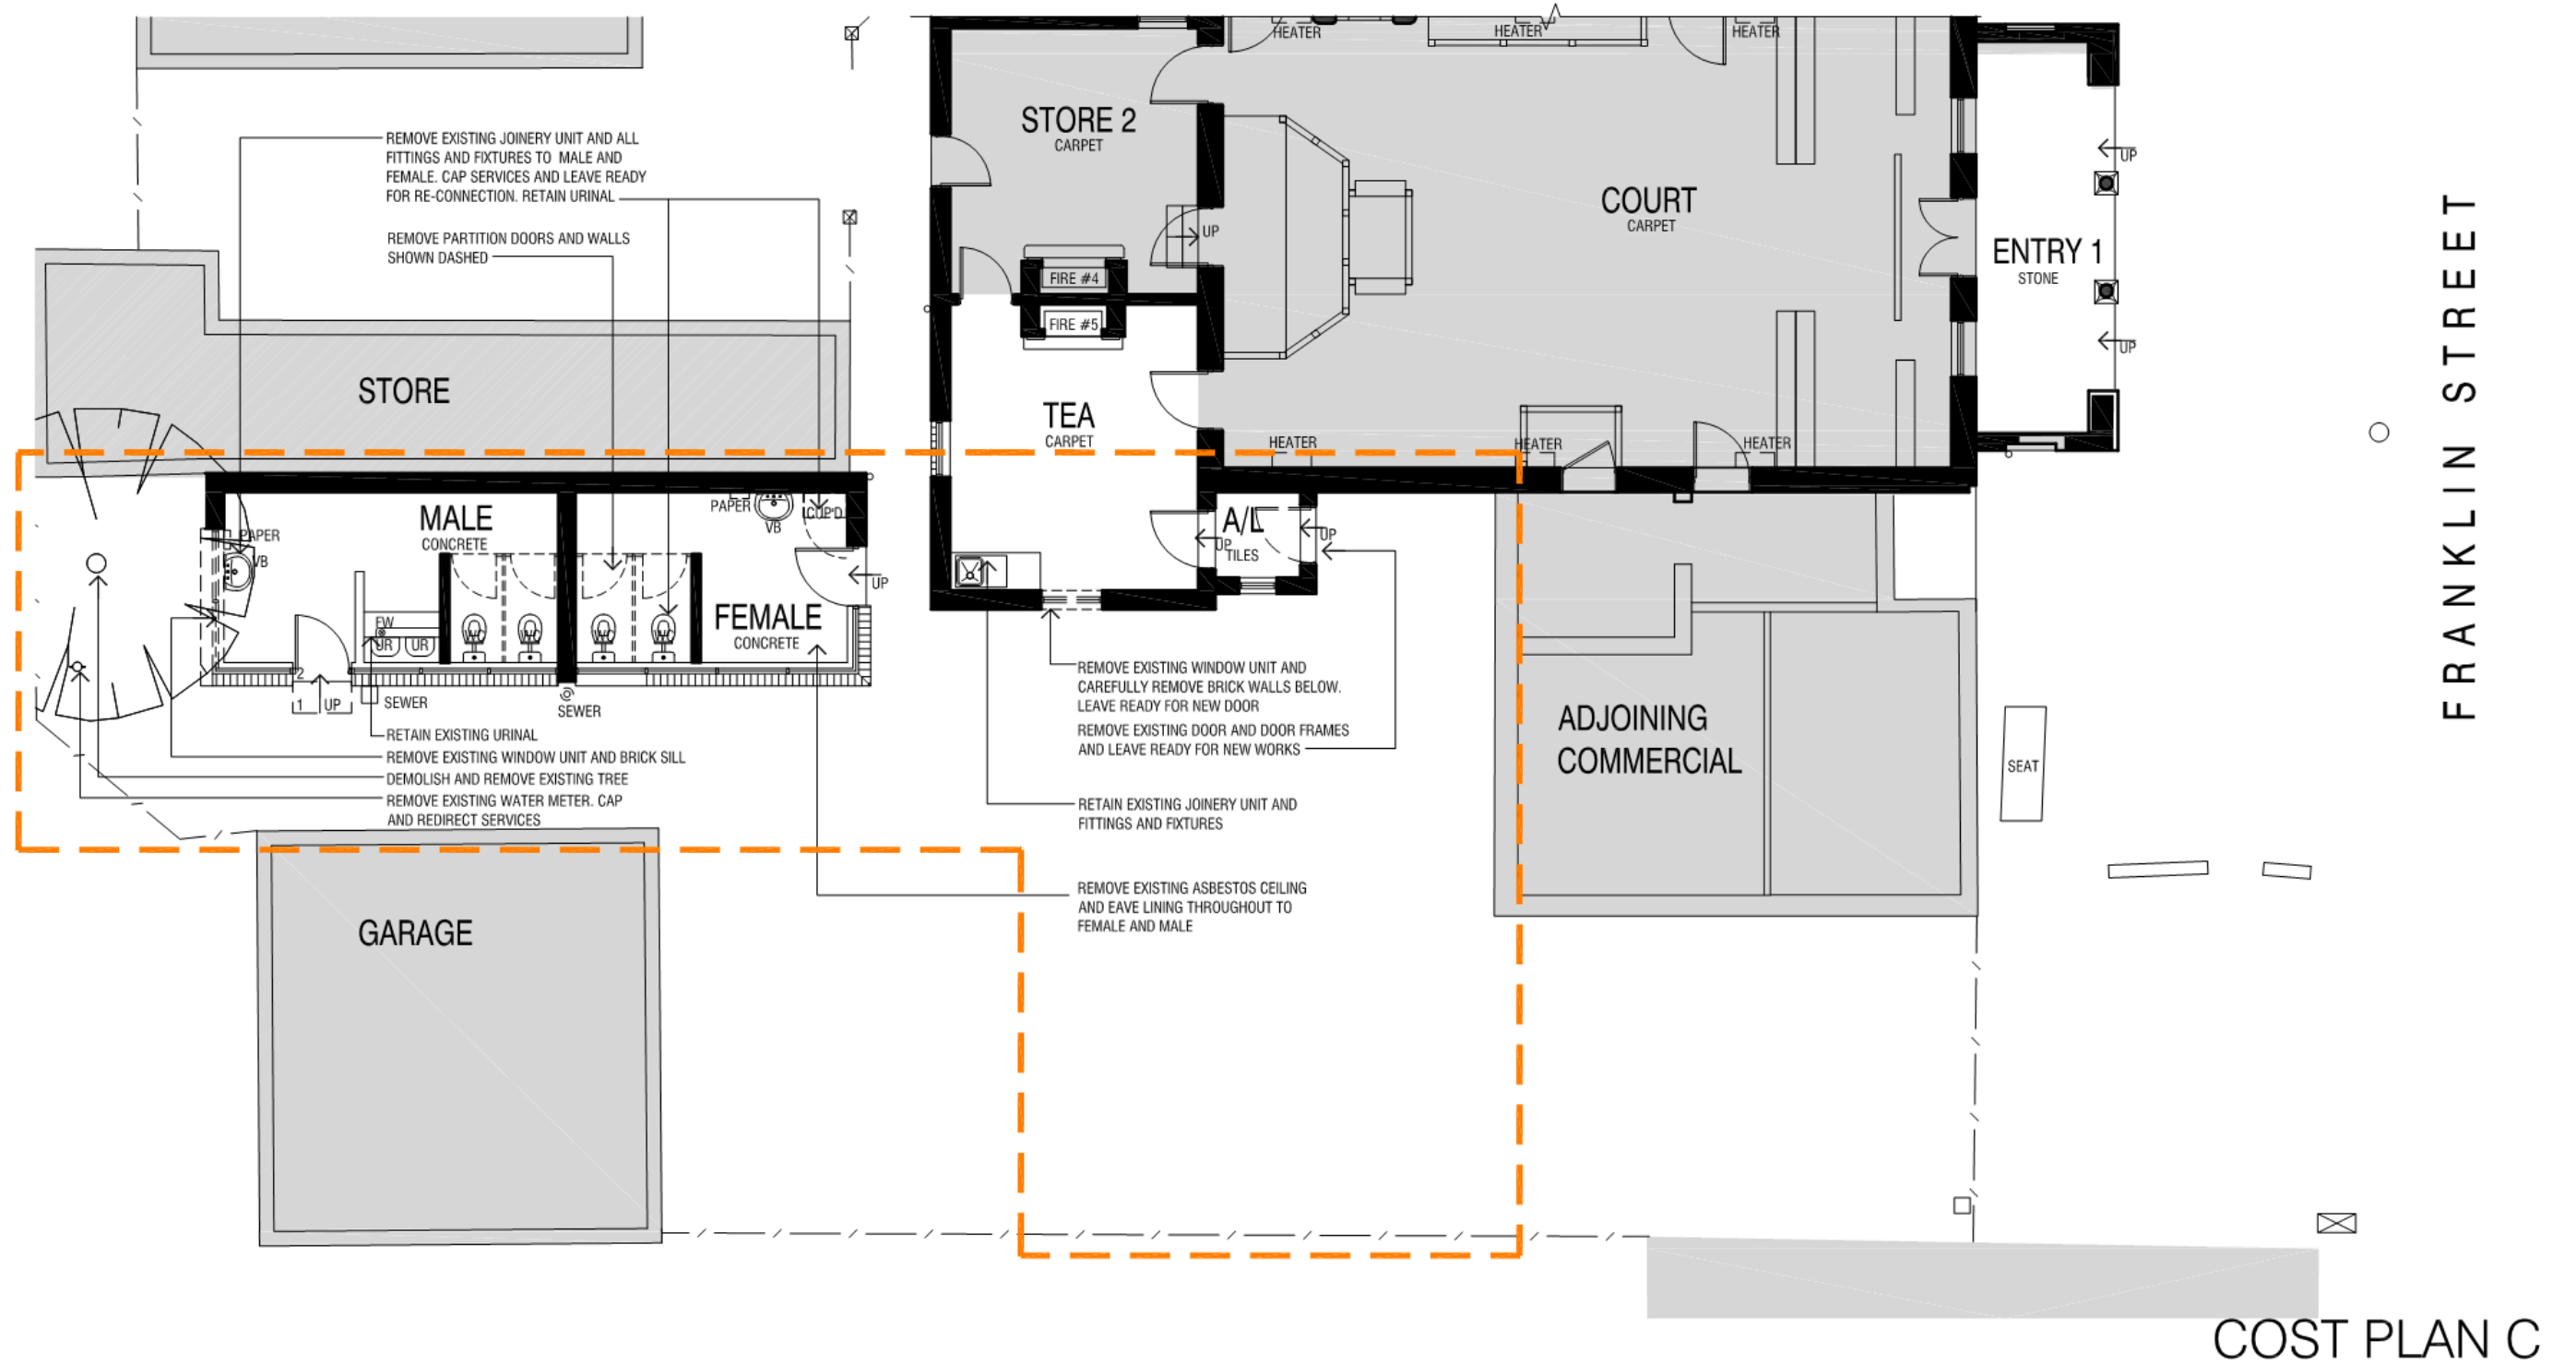 HEATER
HEATER
HEATER
STORE 2
CARPET
REMOVE EXISTING JOINERY UNIT AND ALL
FITTINGS AND FIXTURES TO MALE AND
FEMALE. CAP SERVICES AND LEAVE READY
FOR RE-CONNECTION. RETAIN URINAL
UP
COURT
CARPET
UP
REMOVE PARTITION DOORS AND WALLS
SHOWN DASHED
ENTRY 1
STONE
FIRE #4
FIRE #5
UP
FRANKLIN STREET
STORE
TEA
CARPET
HEATER
HEATER
HEATER
PAPER
VB
MALE
CONCRETE
PAPER
VB
CUP'D
A/L
TILES
UP
UP
UP
FEMALE
CONCRETE
FW
UR
UR
WC
WC
WC
WC
2
1
UP
SEWER
SEWER
RETAIN EXISTING URINAL
REMOVE EXISTING WINDOW UNIT AND BRICK SILL
DEMOLISH AND REMOVE EXISTING TREE
REMOVE EXISTING WATER METER. CAP
AND REDIRECT SERVICES
REMOVE EXISTING WINDOW UNIT AND
CAREFULLY REMOVE BRICK WALLS BELOW.
LEAVE READY FOR NEW DOOR
REMOVE EXISTING DOOR AND DOOR FRAMES
AND LEAVE READY FOR NEW WORKS
RETAIN EXISTING JOINERY UNIT AND
FITTINGS AND FIXTURES
ADJOINING
COMMERCIAL
SEAT
REMOVE EXISTING ASBESTOS CEILING
AND EAVE LINING THROUGHOUT TO
FEMALE AND MALE
GARAGE
COST PLAN C